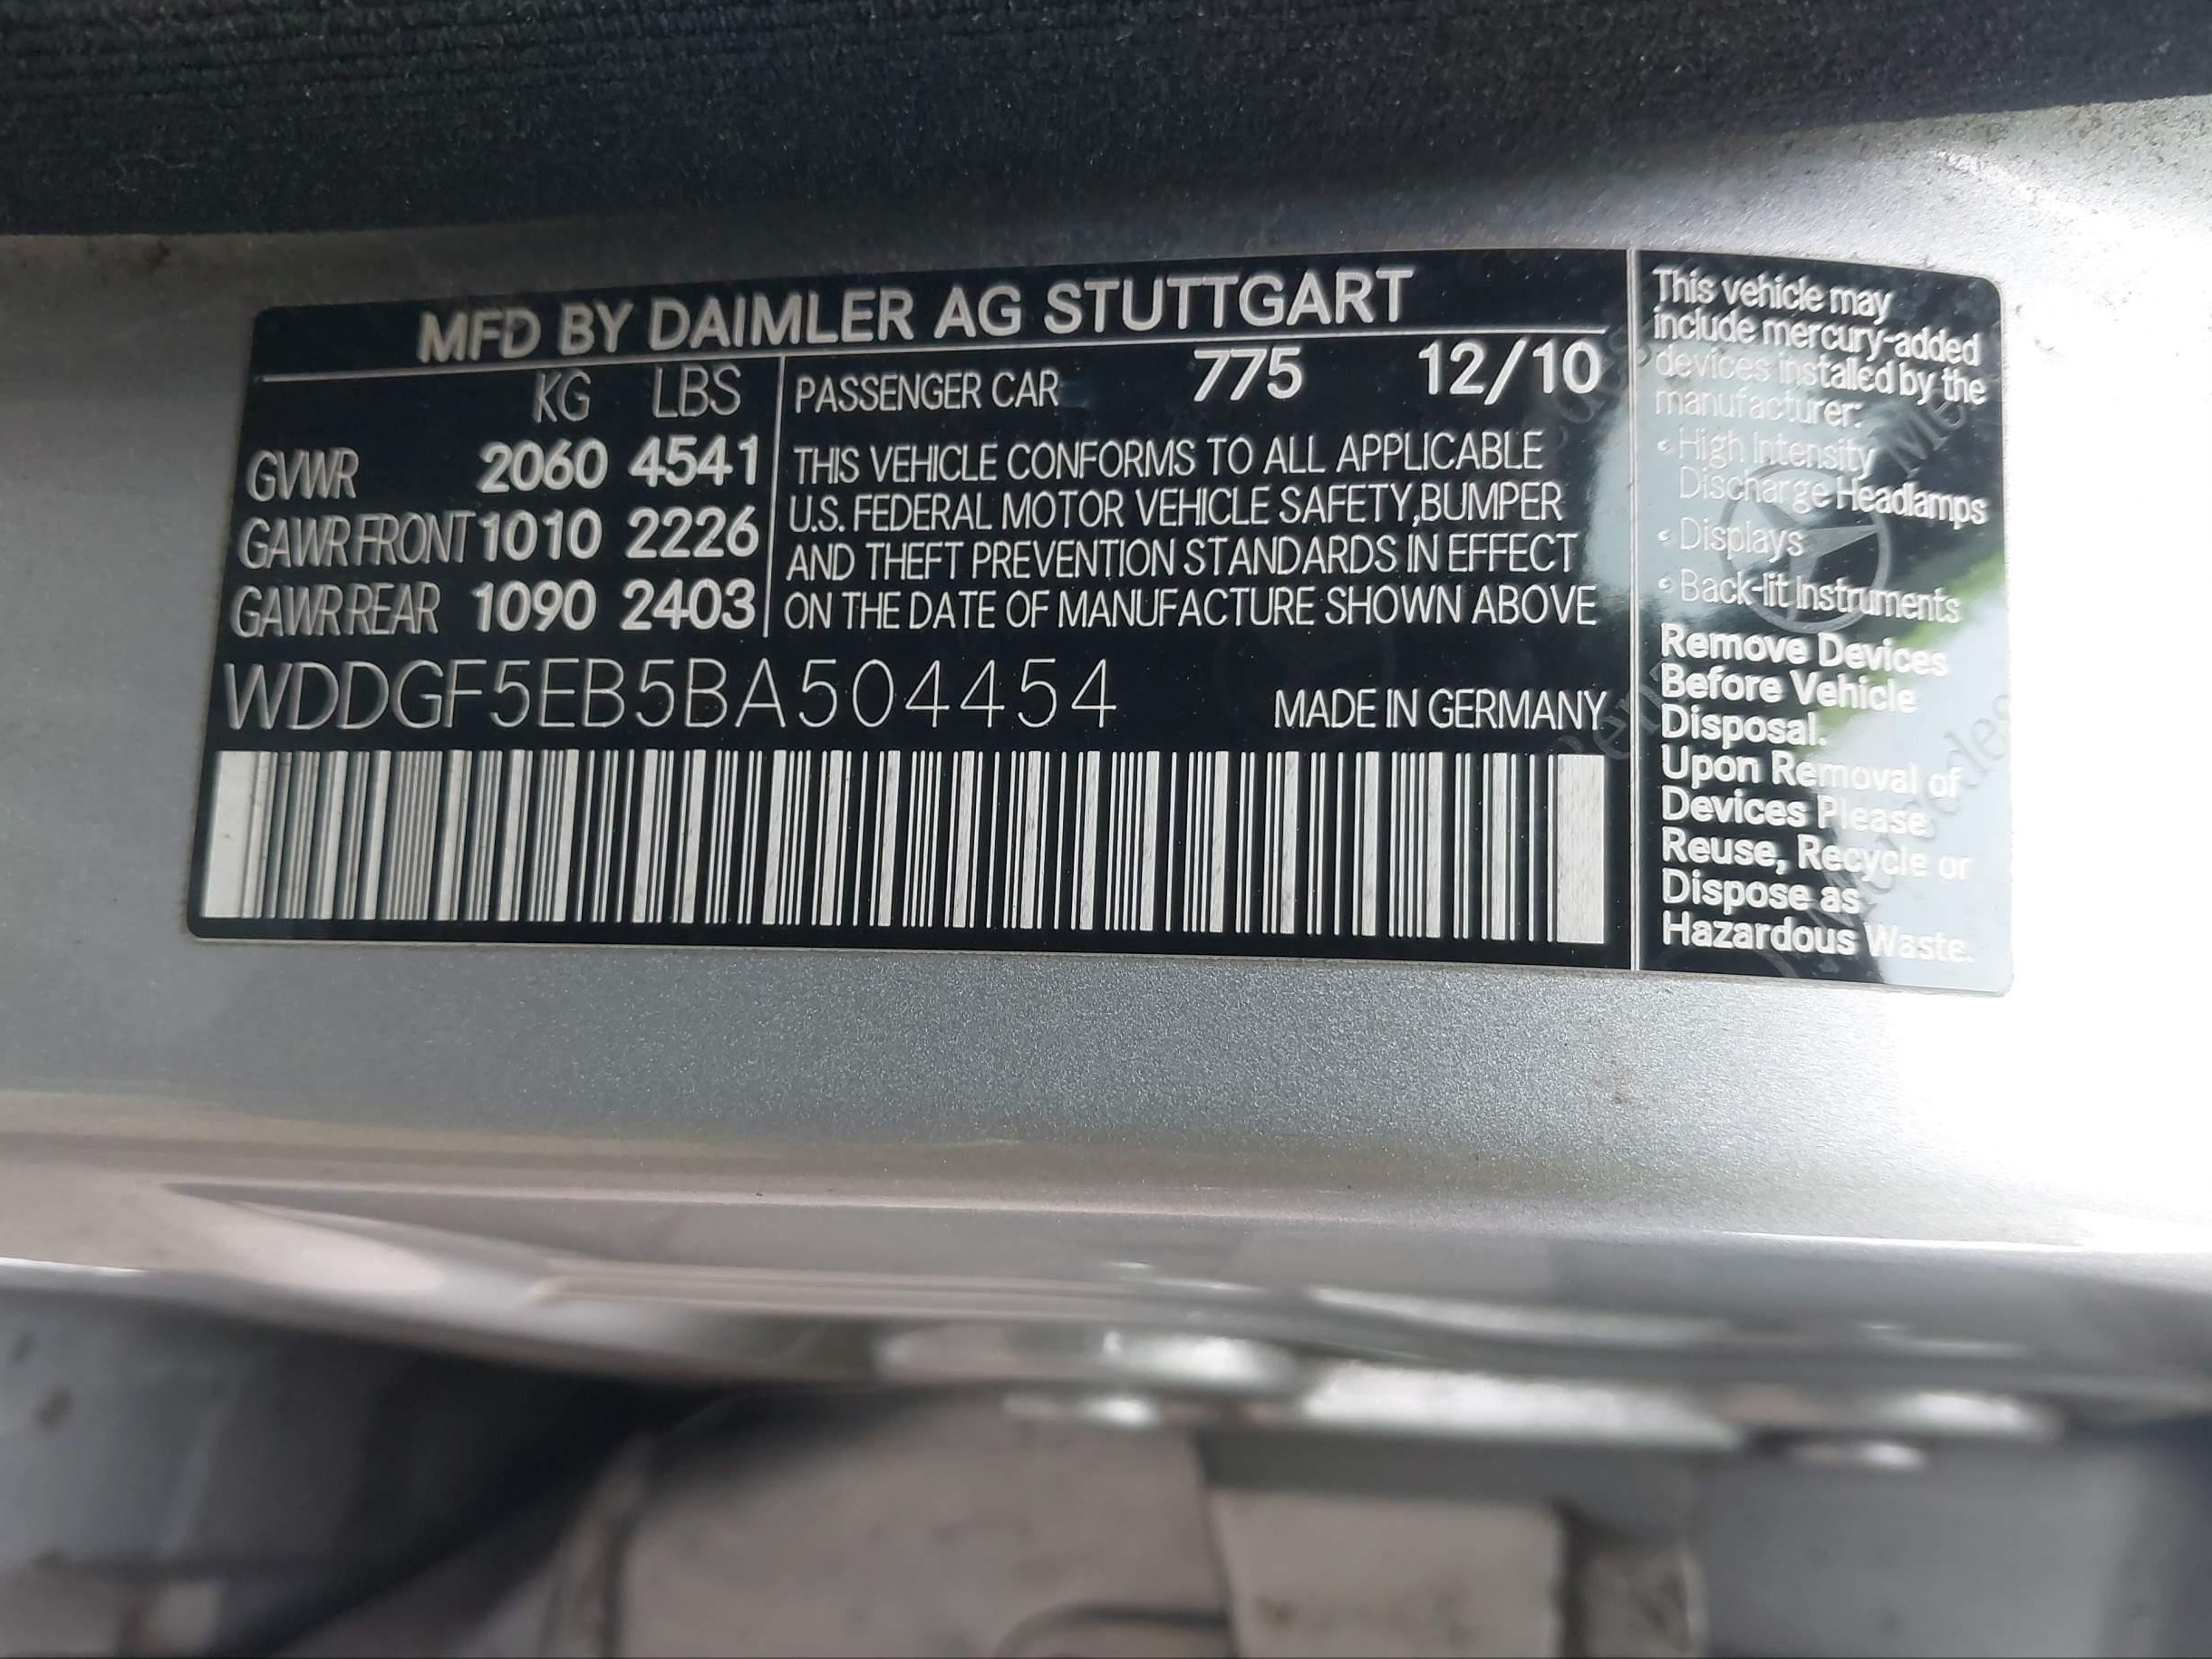 MFD BY DAIMLER AG STUTTGART
KG LBS
GVWR 2060 4541
GAWR FRONT 1010 2226
GAWR REAR 1090 2403
PASSENGER CAR 775 12/10
THIS VEHICLE CONFORMS TO ALL APPLICABLE
U.S. FEDERAL MOTOR VEHICLE SAFETY,BUMPER
AND THEFT PREVENTION STANDARDS IN EFFECT
ON THE DATE OF MANUFACTURE SHOWN ABOVE
WDDGF5EB5BA504454
MADE IN GERMANY
This vehicle may
include mercury-added
devices installed by the
manufacturer:
• High Intensity
Discharge Headlamps
• Displays
• Back-lit Instruments
Remove Devices
Before Vehicle
Disposal.
Upon Removal of
Devices Please
Reuse, Recycle or
Dispose as
Hazardous Waste.